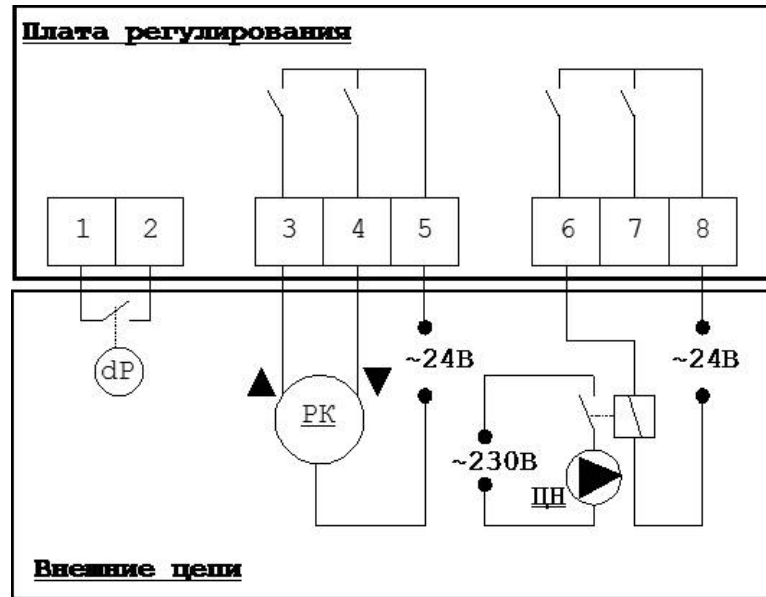 Плата регулирования
1 2 3 4 5 6 7 8
dP
~24В ~24В
РК
~230В
ЦН
Внешние цепи